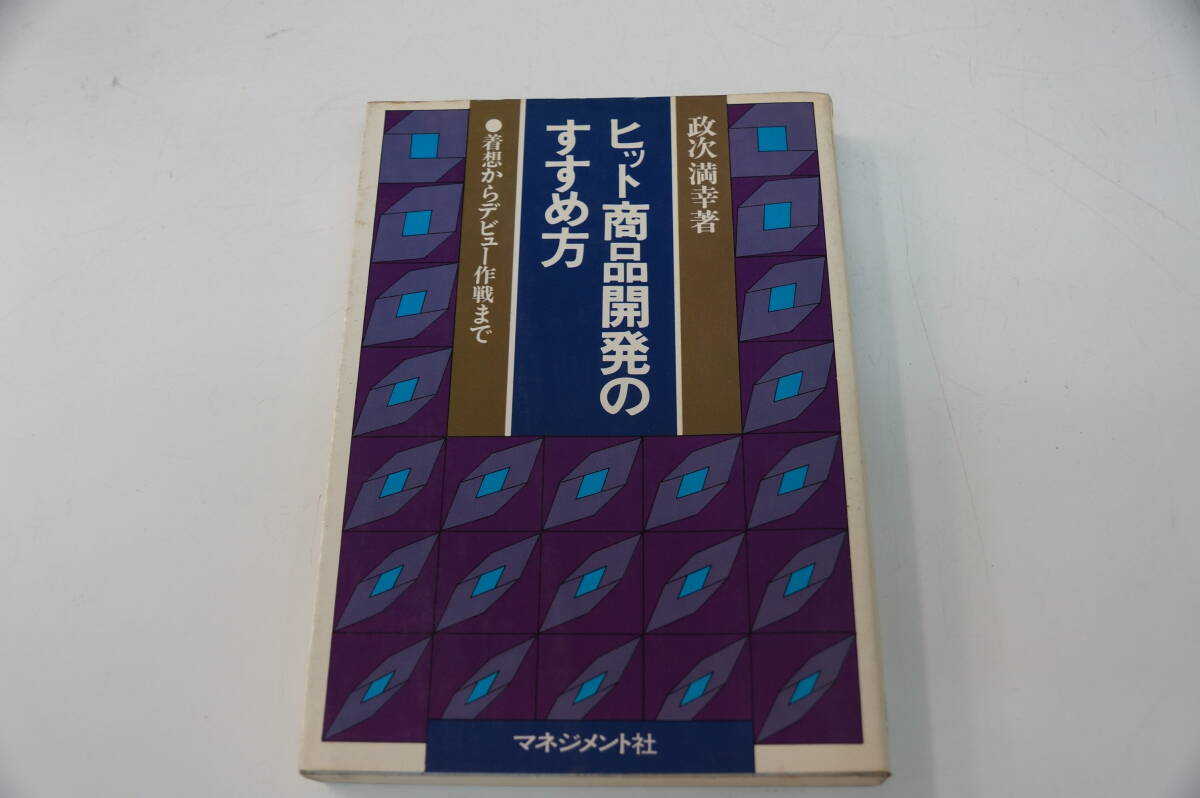 政次満幸著
ヒット商品開発の
すすめ方
●着想からデビュー作戦まで
マネジメント社